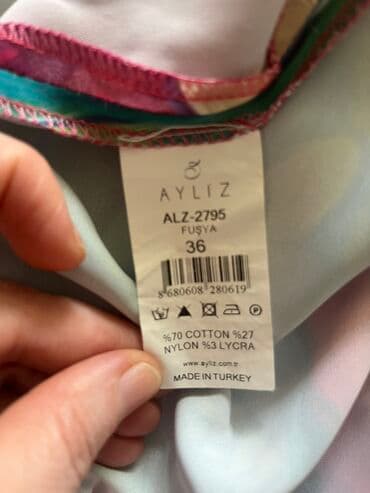 AYLIZ
ALZ-2795
FUŞYA
36
8 680608 280619
%70 COTTON %27
NYLON %3 LYCRA
www.ayliz.com.tr
MADE IN TURKEY